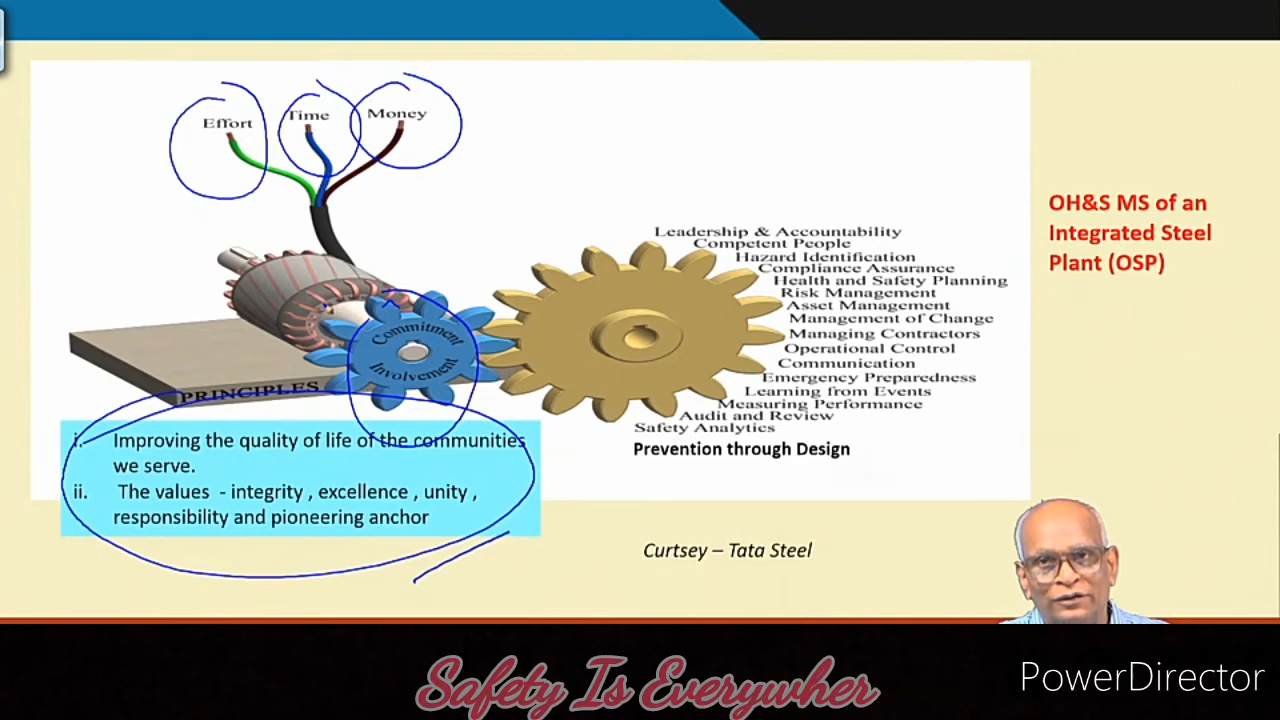 Effort
Time
Money
OH&S MS of an
Integrated Steel
Plant (OSP)
Leadership & Accountability
Competent People
Hazard Identification
Compliance Assurance
Health and Safety Planning
Risk Management
Asset Management
Management of Change
Managing Contractors
Operational Control
Communication
Emergency Preparedness
Learning from Events
Measuring Performance
Audit and Review
Safety Analytics
Prevention through Design
Commitment
Involvement
PRINCIPLES
i. Improving the quality of life of the communities
we serve.
ii. The values - integrity , excellence , unity ,
responsibility and pioneering anchor
Curtsey – Tata Steel
Safety Is Everywher
PowerDirector